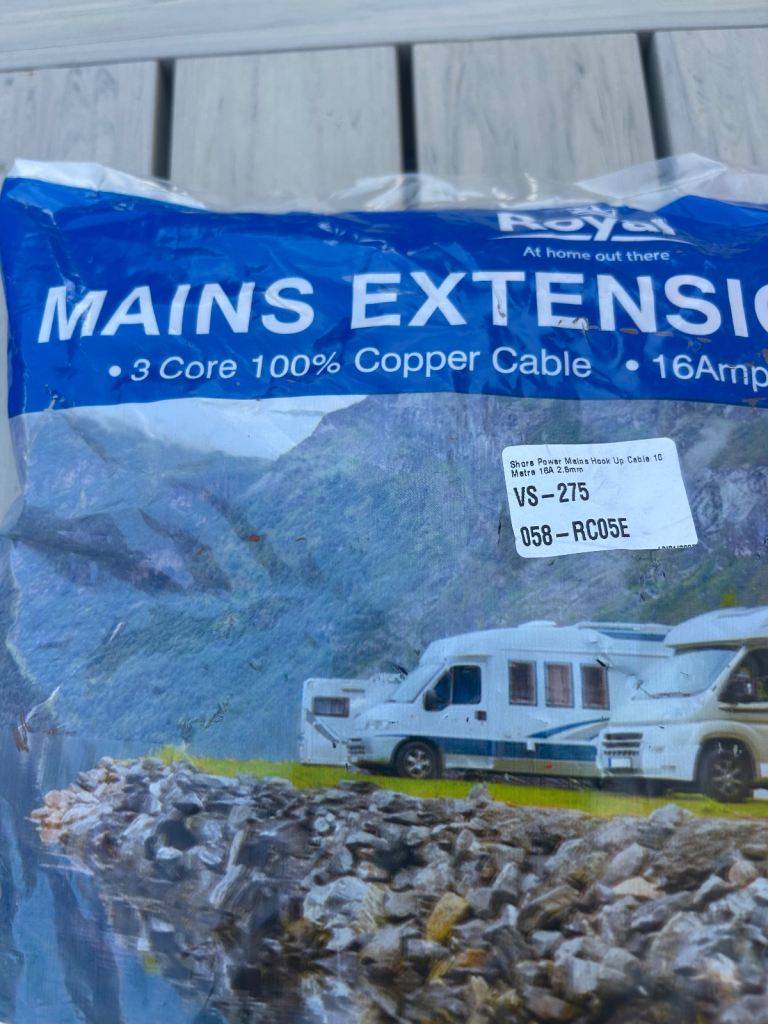 Royal
At home out there
MAINS EXTENSIO
• 3 Core 100% Copper Cable • 16Amp
Shore Power Mains Hook Up Cable 10
Metre 16A 2.5mm
VS-275
058-RC05E